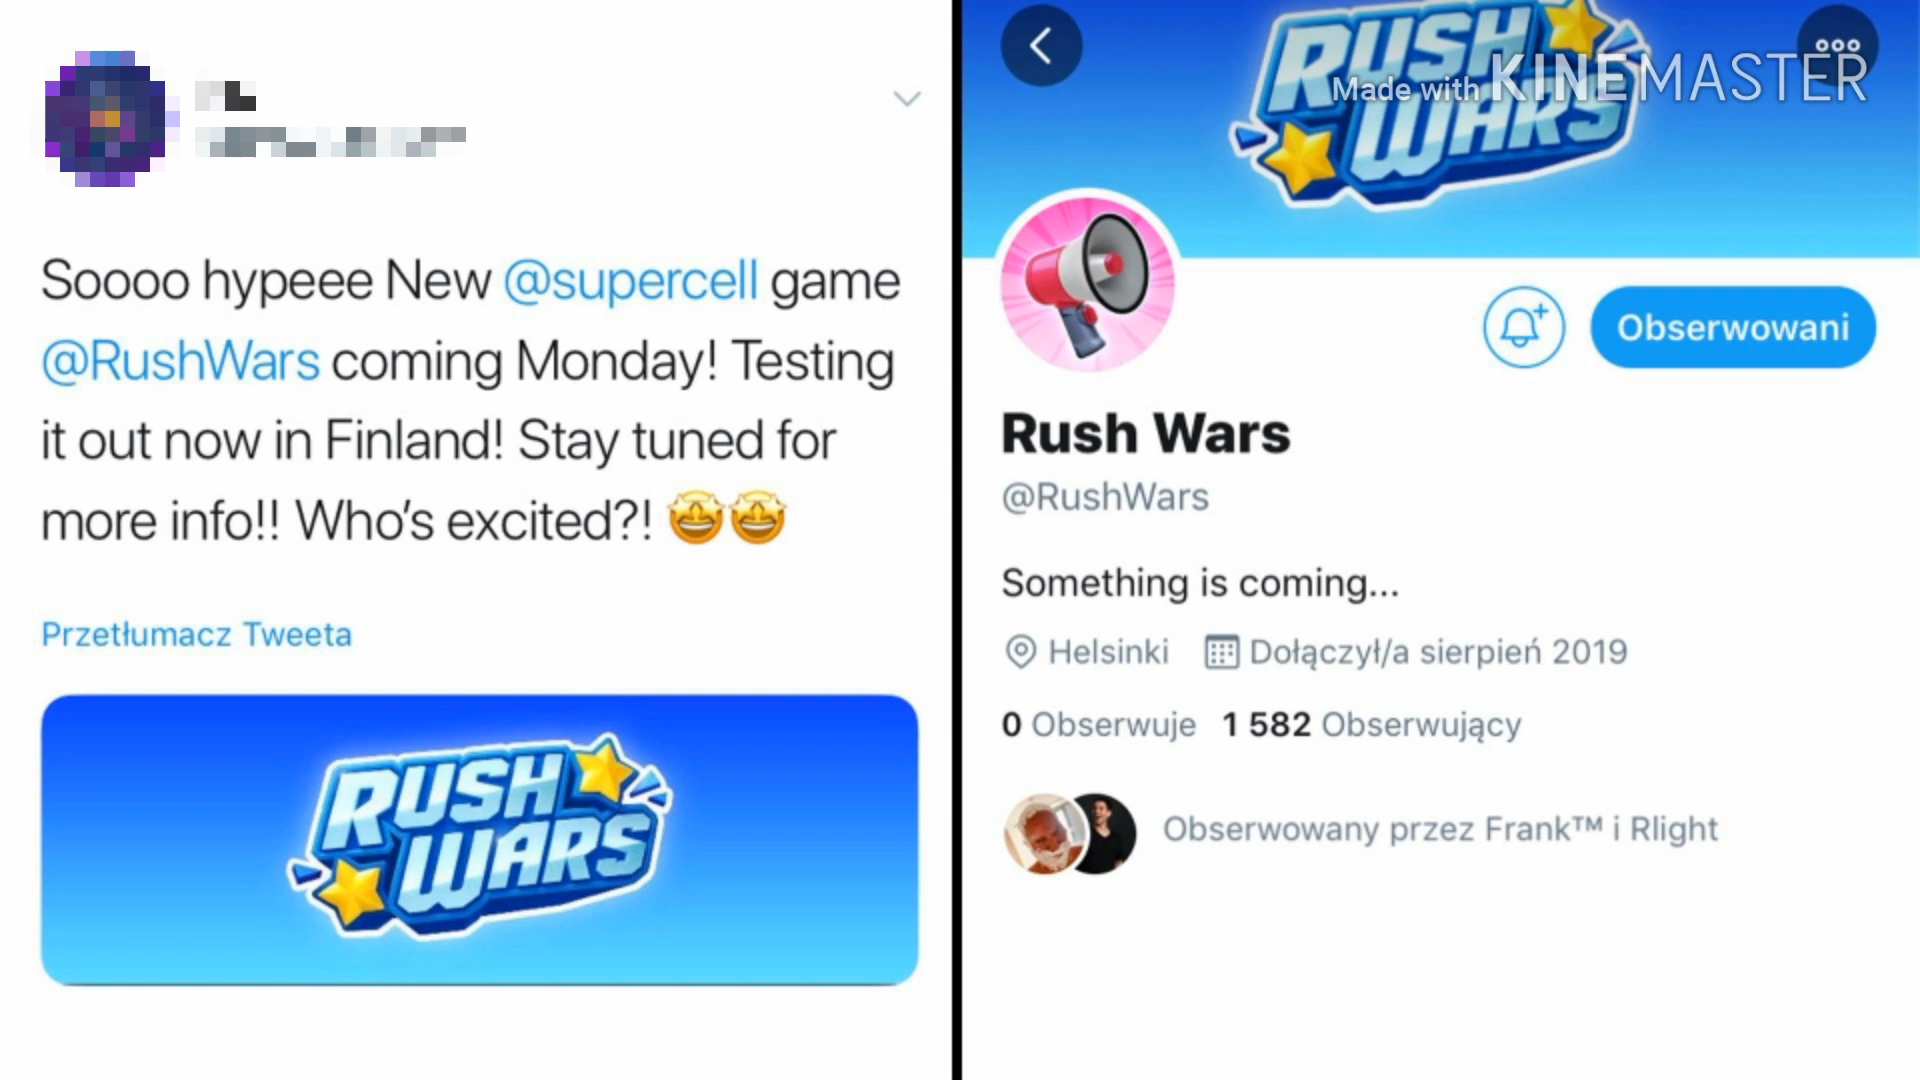 Soooo hypeee New @supercell game
@RushWars coming Monday! Testing
it out now in Finland! Stay tuned for
more info!! Who's excited?! 🤩🤩
Przetłumacz Tweeta
RUSH
WARS
RUSH
WARS
Made with KINEMASTER
Obserwowani
Rush Wars
@RushWars
Something is coming...
Helsinki Dołączył/a sierpień 2019
0 Obserwuje 1 582 Obserwujący
Obserwowany przez Frank™ i Rlight